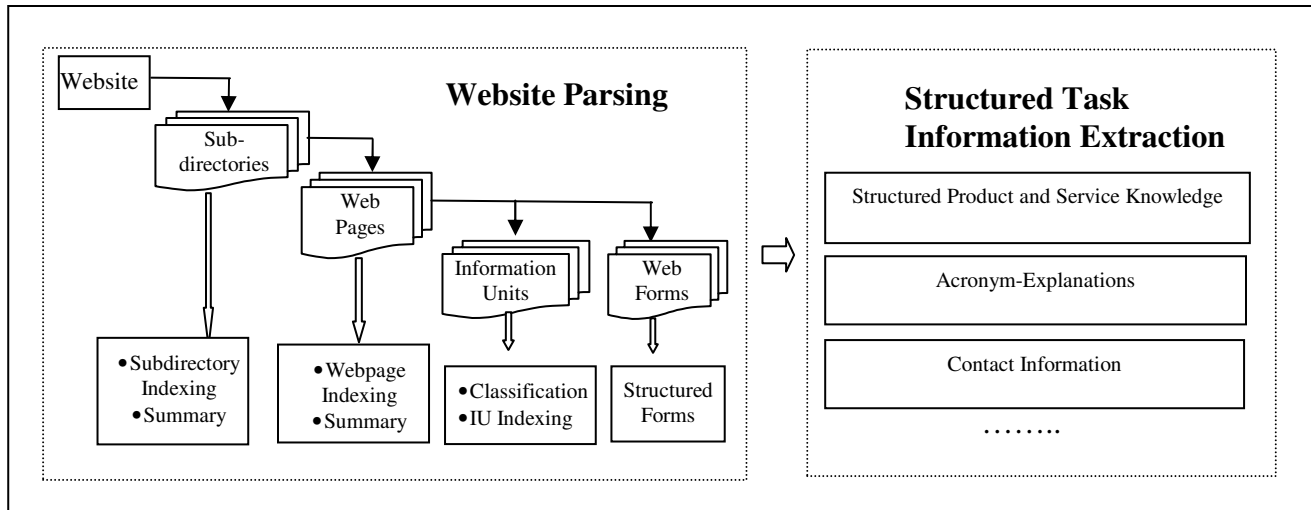 Website
Website Parsing
Sub-
directories
Web
Pages
Information
Units
Web
Forms
•Subdirectory
Indexing
•Summary
•Webpage
Indexing
•Summary
•Classification
•IU Indexing
Structured
Forms
Structured Task
Information Extraction
Structured Product and Service Knowledge
Acronym-Explanations
Contact Information
……..